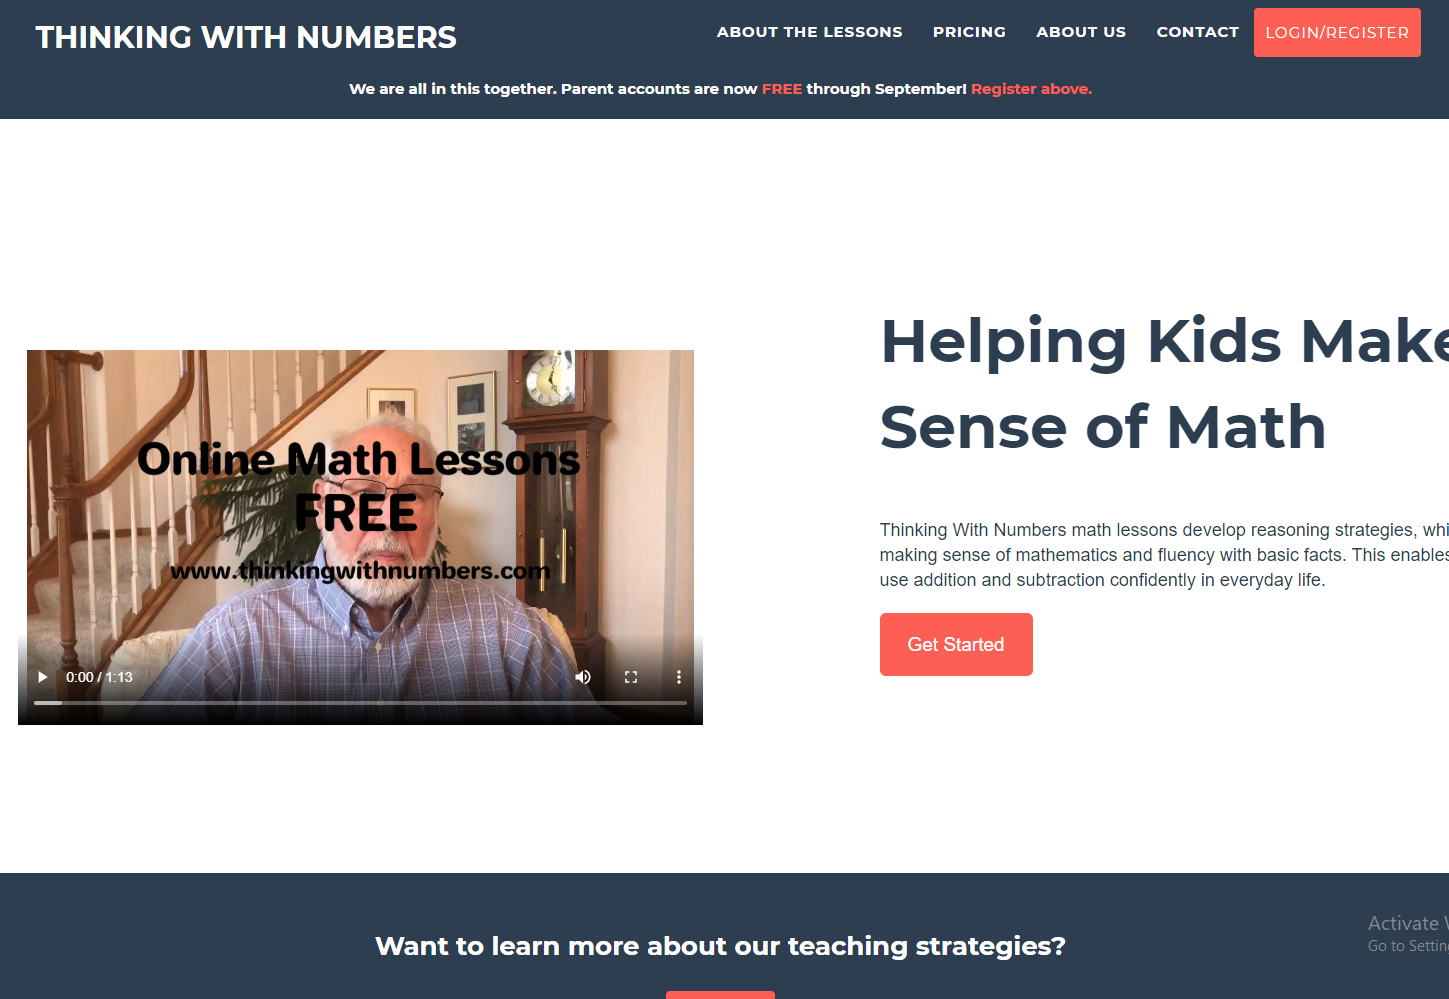 THINKING WITH NUMBERS
ABOUT THE LESSONS PRICING ABOUT US CONTACT LOGIN/REGISTER
We are all in this together. Parent accounts are now FREE through September! Register above.
Helping Kids Make
Sense of Math
Online Math Lessons
FREE
www.thinkingwithnumbers.com
Thinking With Numbers math lessons develop reasoning strategies, whi
making sense of mathematics and fluency with basic facts. This enables
use addition and subtraction confidently in everyday life.
Get Started
0:00 / 1:13
Want to learn more about our teaching strategies?
Activate W
Go to Setting